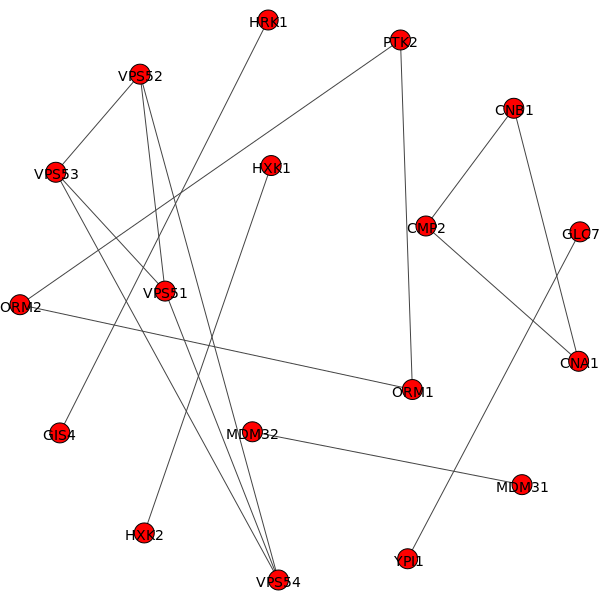 HRK1
PTK2
VPS52
CNB1
HXK1
VPS53
CMP2
GLC7
VPS51
ORM2
CNA1
ORM1
GIS4
MDM32
MDM31
HXK2
YPI1
VPS54